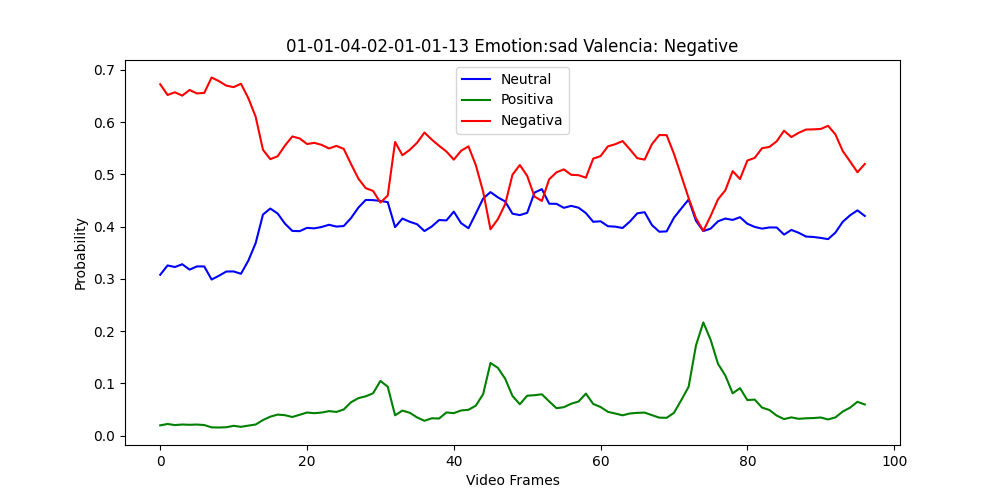 01-01-04-02-01-01-13 Emotion:sad Valencia: Negative
Neutral
Positiva
Negativa
Probability
0.7
0.6
0.5
0.4
0.3
0.2
0.1
0.0
0 20 40 60 80 100
Video Frames